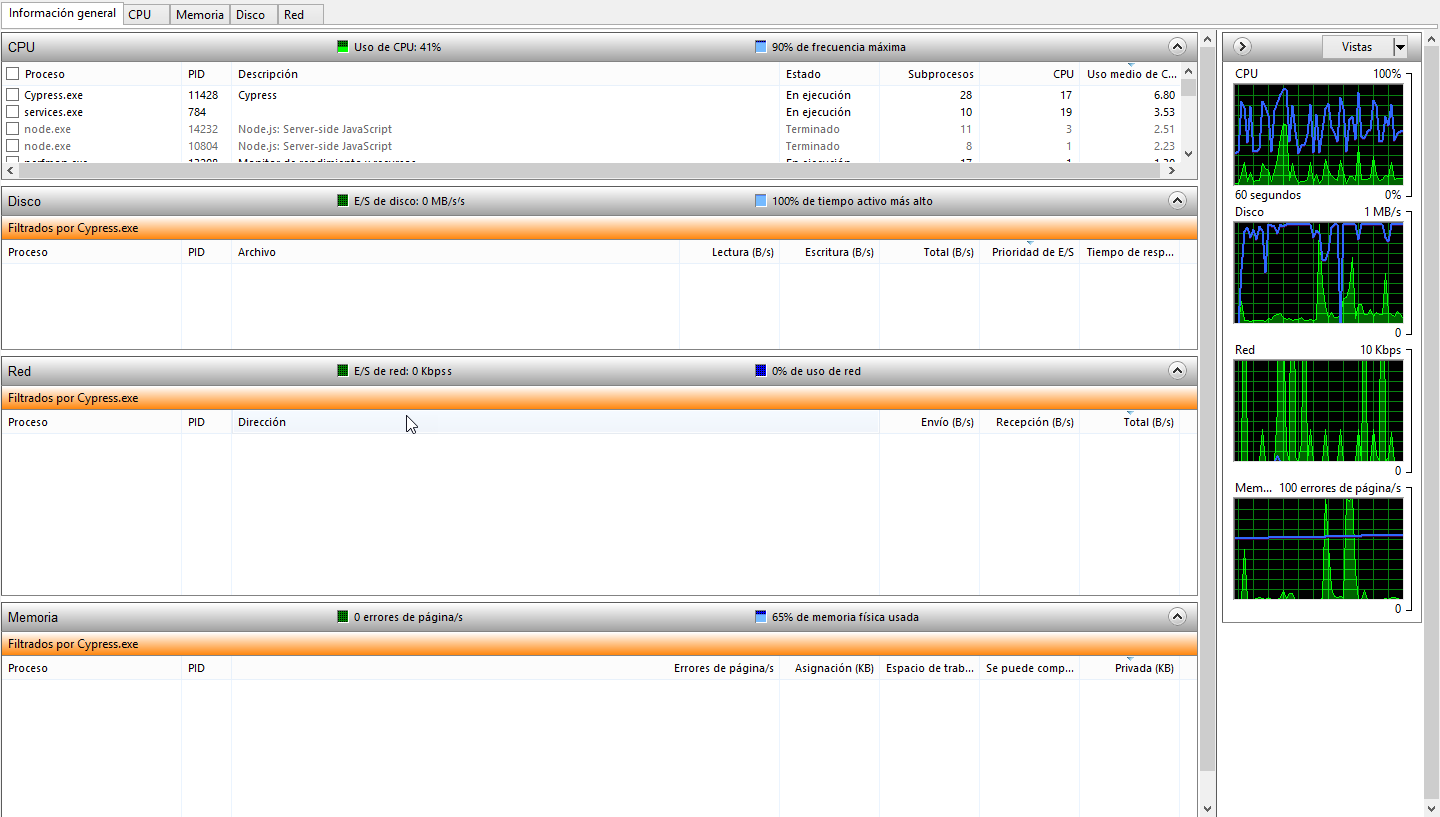 Información general CPU Memoria Disco Red
CPU Uso de CPU: 41% 90% de frecuencia máxima
Proceso PID Descripción Estado Subprocesos CPU Uso medio de C...
Cypress.exe 11428 Cypress En ejecución 28 17 6.80
services.exe 784 En ejecución 10 19 3.53
node.exe 14232 Node.js: Server-side JavaScript Terminado 11 3 2.51
node.exe 10804 Node.js: Server-side JavaScript Terminado 8 1 2.23
Disco E/S de disco: 0 MB/s/s 100% de tiempo activo más alto
Filtrados por Cypress.exe
Proceso PID Archivo Lectura (B/s) Escritura (B/s) Total (B/s) Prioridad de E/S Tiempo de resp...
Red E/S de red: 0 Kbpss 0% de uso de red
Filtrados por Cypress.exe
Proceso PID Dirección Envío (B/s) Recepción (B/s) Total (B/s)
Memoria 0 errores de página/s 65% de memoria física usada
Filtrados por Cypress.exe
Proceso PID Errores de página/s Asignación (KB) Espacio de trab... Se puede comp... Privada (KB)
Vistas
CPU 100%
60 segundos 0%
Disco 1 MB/s
0
Red 10 Kbps
0
Mem... 100 errores de página/s
0